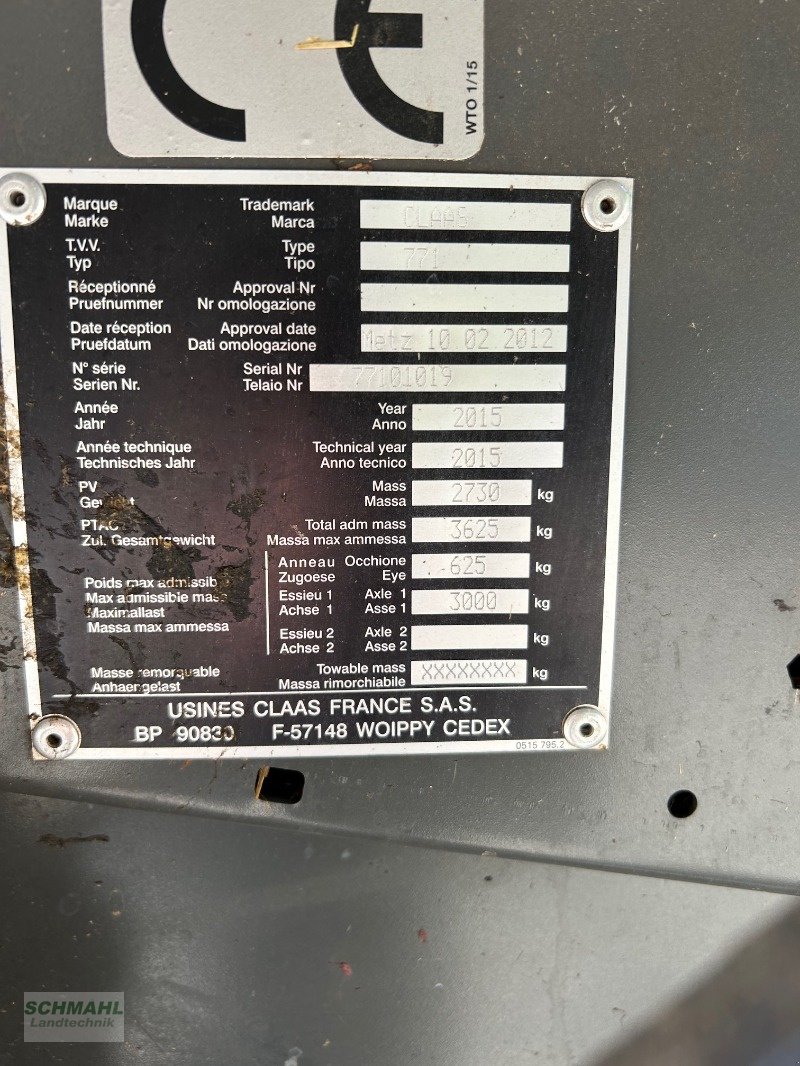 CE
WTO 1/15
Marque Trademark CLAAS
Marke Marca
T.V.V. Type 771
Typ Tipo
Réceptionné Approval Nr
Pruefnummer Nr omologazione
Date réception Approval date Metz 10 02 2012
Pruefdatum Dati omologazione
N° série Serial Nr 77101019
Serien Nr. Telaio Nr
Année Year 2015
Jahr Anno
Année technique Technical year 2015
Technisches Jahr Anno tecnico
PV Mass 2730 kg
Massa
PTAC Total adm mass 3625 kg
Zul. Gesamtgewicht Massa max ammessa
Anneau Occhione 625 kg
Zugoese Eye
Poids max admissib
Max admissible mass
Maximallast
Massa max ammessa
Essieu 1 Axle 1 3000 kg
Achse 1 Asse 1
Essieu 2 Axle 2 kg
Achse 2 Asse 2
Masse remorquable Towable mass XXXXXXXX kg
Anhaengelast Massa rimorchiabile
USINES CLAAS FRANCE S.A.S.
BP 90830 F-57148 WOIPPY CEDEX
0515 795.2
SCHMAHL
Landtechnik